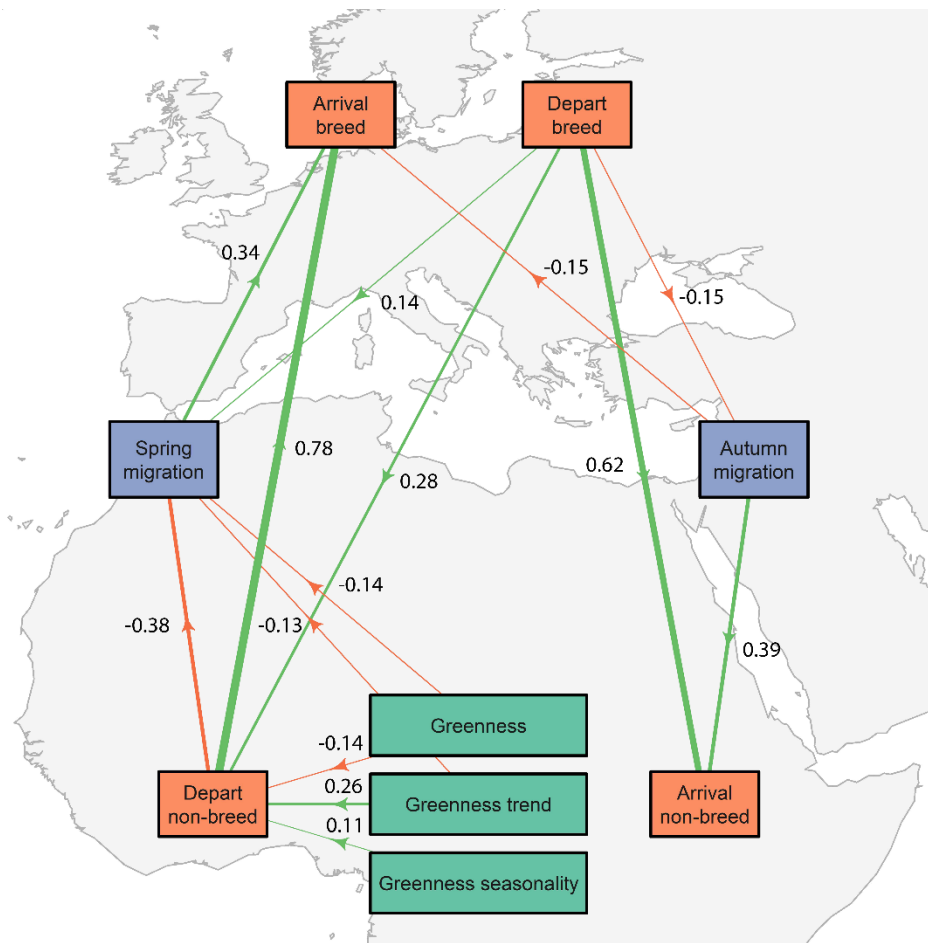 Arrival
breed
Depart
breed
0.34
-0.15
-0.15
0.14
Spring
migration
0.78
0.28
0.62
Autumn
migration
-0.14
-0.38
-0.13
0.39
Greenness
-0.14
Depart
non-breed
0.26
Greenness trend
Arrival
non-breed
0.11
Greenness seasonality